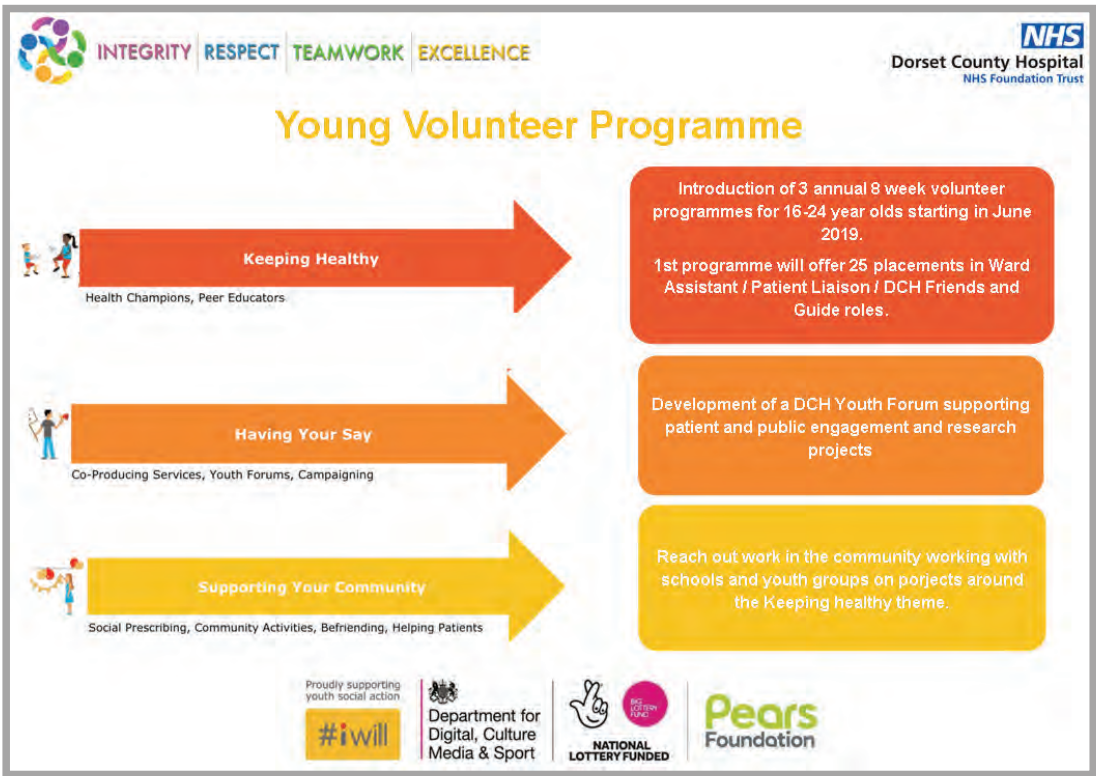 INTEGRITY RESPECT TEAMWORK EXCELLENCE
NHS
Dorset County Hospital
NHS Foundation Trust
Young Volunteer Programme
Keeping Healthy
Health Champions, Peer Educators
Introduction of 3 annual 8 week volunteer
programmes for 16-24 year olds starting in June
2019.
1st programme will offer 25 placements in Ward
Assistant / Patient Liaison / DCH Friends and
Guide roles.
Having Your Say
Co-Producing Services, Youth Forums, Campaigning
Development of a DCH Youth Forum supporting
patient and public engagement and research
projects
Supporting Your Community
Social Prescribing, Community Activities, Befriending, Helping Patients
Reach out work in the community working with
schools and youth groups on porjects around
the Keeping healthy theme.
Proudly supporting
youth social action
#iwill
Department for
Digital, Culture
Media & Sport
BIG
LOTTERY
FUND
NATIONAL
LOTTERY FUNDED
Pears
Foundation